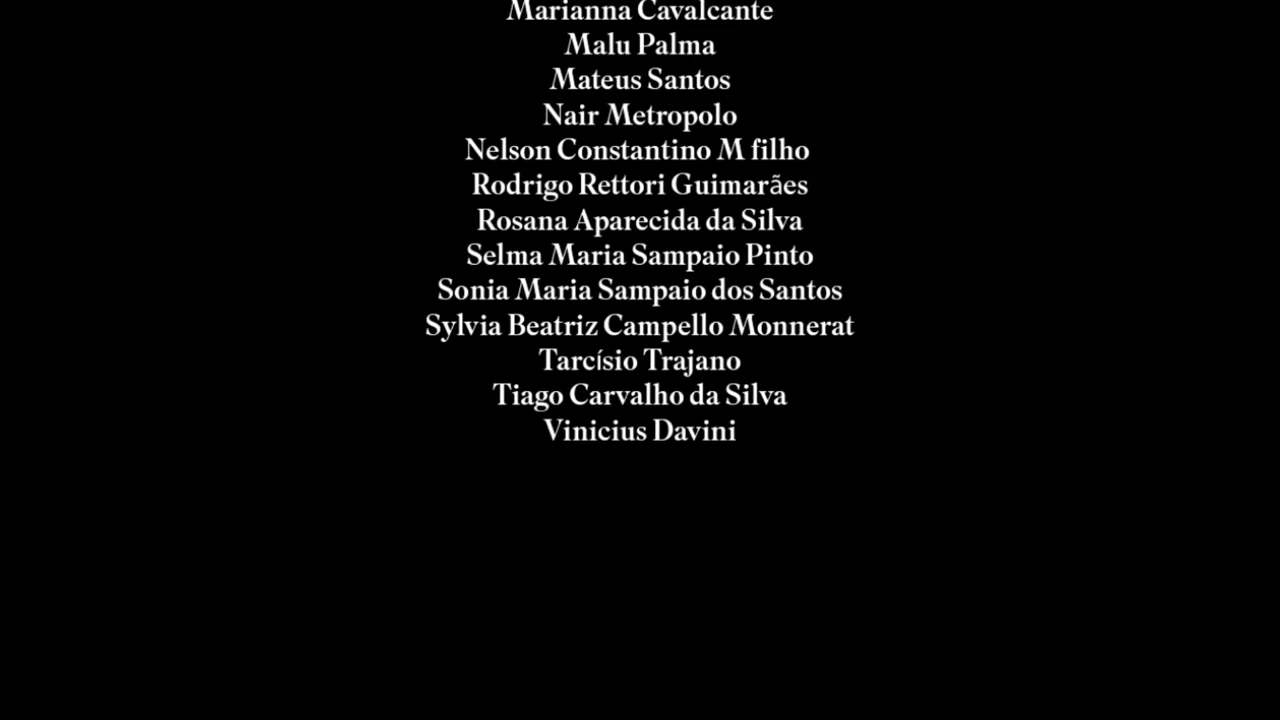 Marianna Cavalcante
Malu Palma
Mateus Santos
Nair Metropolo
Nelson Constantino M filho
Rodrigo Rettori Guimarães
Rosana Aparecida da Silva
Selma Maria Sampaio Pinto
Sonia Maria Sampaio dos Santos
Sylvia Beatriz Campello Monnerat
Tarcísio Trajano
Tiago Carvalho da Silva
Vinicius Davini